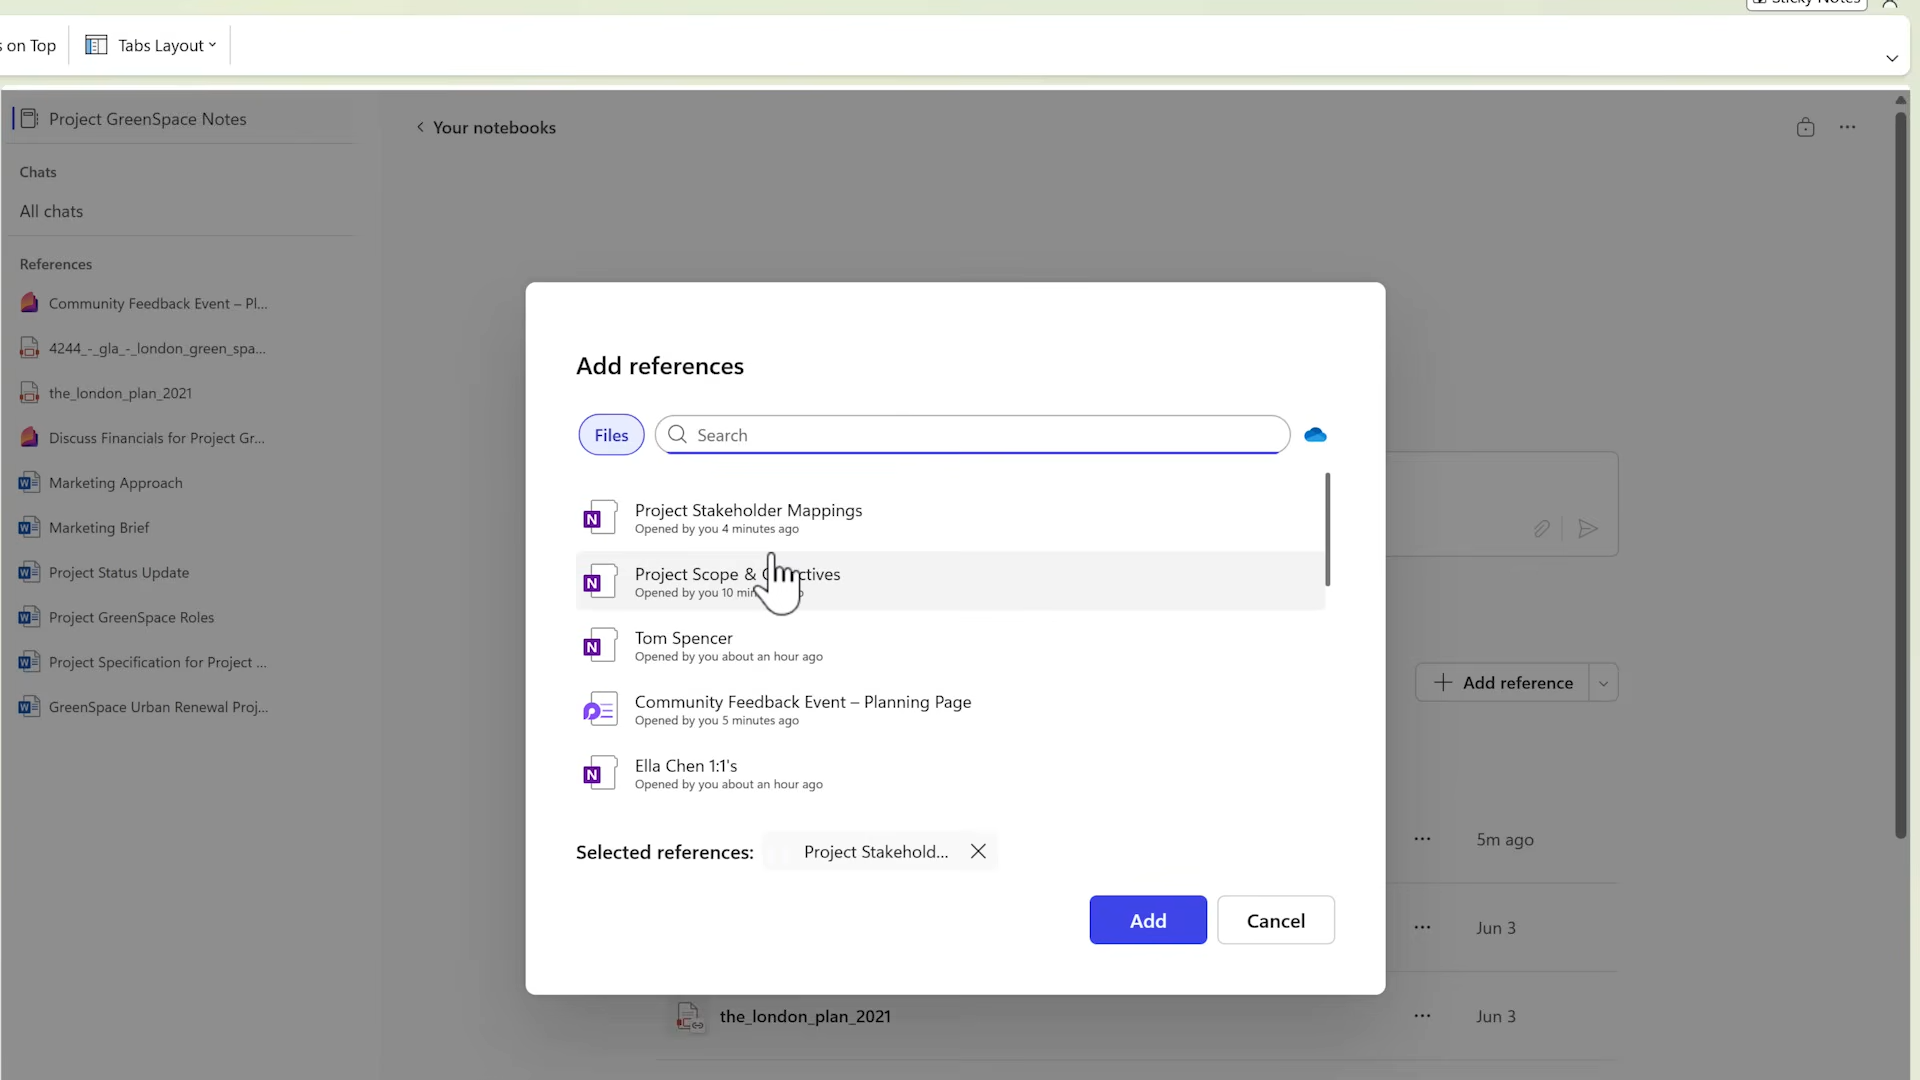 Sticky Notes
s on Top
Tabs Layout
Project GreenSpace Notes
Your notebooks
Chats
All chats
References
Community Feedback Event – Pl...
4244_-_gla_-_london_green_spa...
the_london_plan_2021
Discuss Financials for Project Gr...
Marketing Approach
Marketing Brief
Project Status Update
Project GreenSpace Roles
Project Specification for Project ...
GreenSpace Urban Renewal Proj...
Add references
Files
Search
Project Stakeholder Mappings
Opened by you 4 minutes ago
Project Scope &
Opened by you 10
Tom Spencer
Opened by you about an hour ago
Community Feedback Event – Planning Page
Opened by you 5 minutes ago
Ella Chen 1:1's
Opened by you about an hour ago
Selected references:
Project Stakehold...
Add
Cancel
Add reference
5m ago
Jun 3
the_london_plan_2021
Jun 3